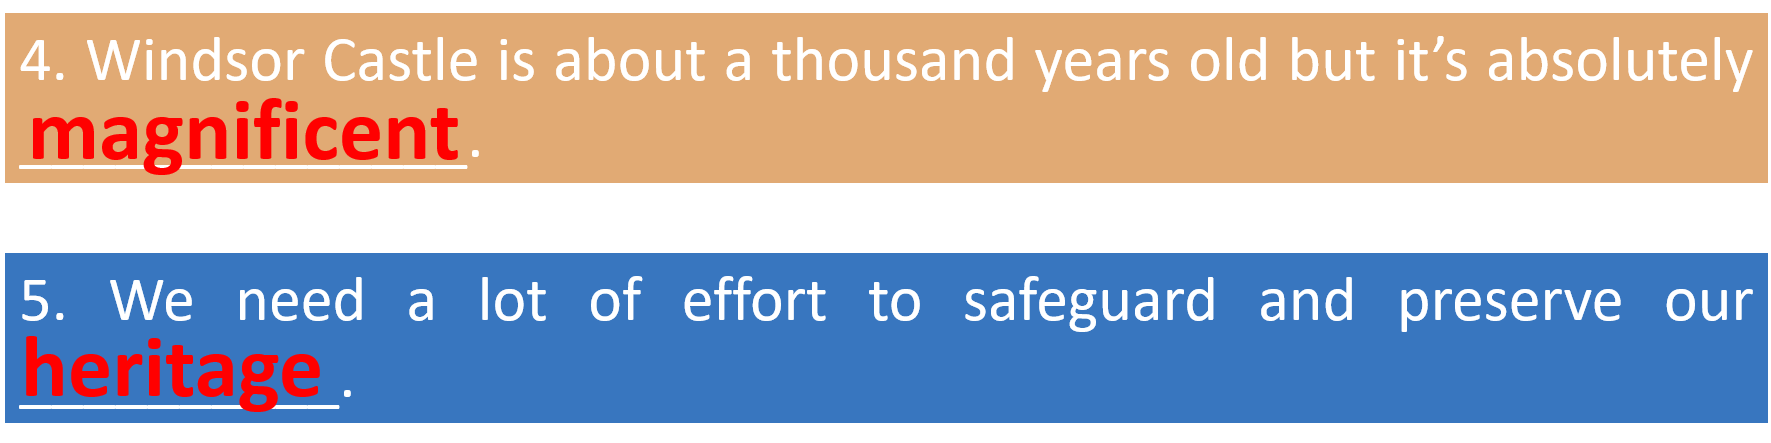 4. Windsor Castle is about a thousand years old but it’s absolutely
magnificent.
5. We need a lot of effort to safeguard and preserve our
heritage.